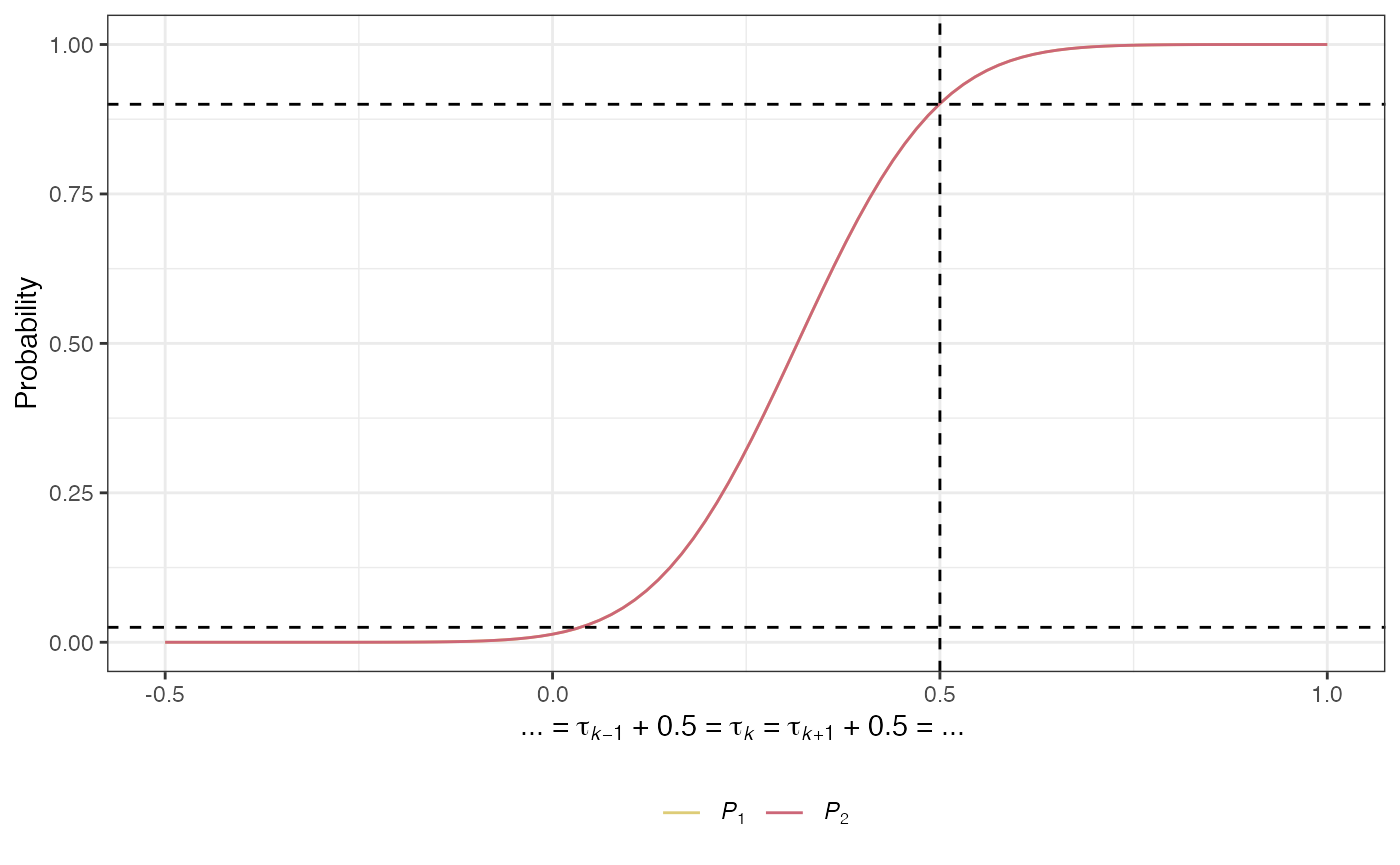 1.00
0.75
0.50
0.25
0.00
Probability
-0.5 0.0 0.5 1.0
... = τk−1 + 0.5 = τk = τk+1 + 0.5 = ...
P1 P2